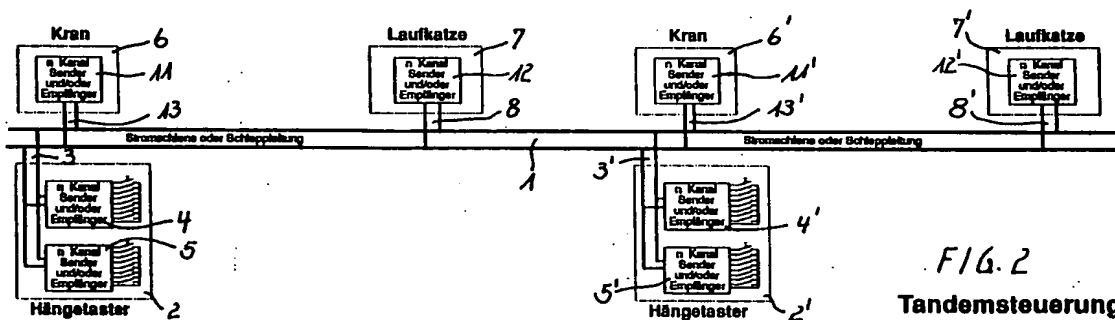 Kran
6
n Kanal
Sender
und/oder
Empfänger
11
13
Laufkatze
7
n Kanal
Sender
und/oder
Empfänger
12
8
Kran
6'
n Kanal
Sender
und/oder
Empfänger
11'
13'
Laufkatze
7'
12'
n Kanal
Sender
und/oder
Empfänger
8'
Stromschiene oder Schleppleitung
Stromschiene oder Schleppleitung
1
3
n Kanal
Sender
und/oder
Empfänger
4
n Kanal
Sender
und/oder
Empfänger
5
2
Hängetaster
3'
n Kanal
Sender
und/oder
Empfänger
4'
n Kanal
Sender
und/oder
Empfänger
5'
2'
Hängetaster
FIG. 2
Tandemsteuerung